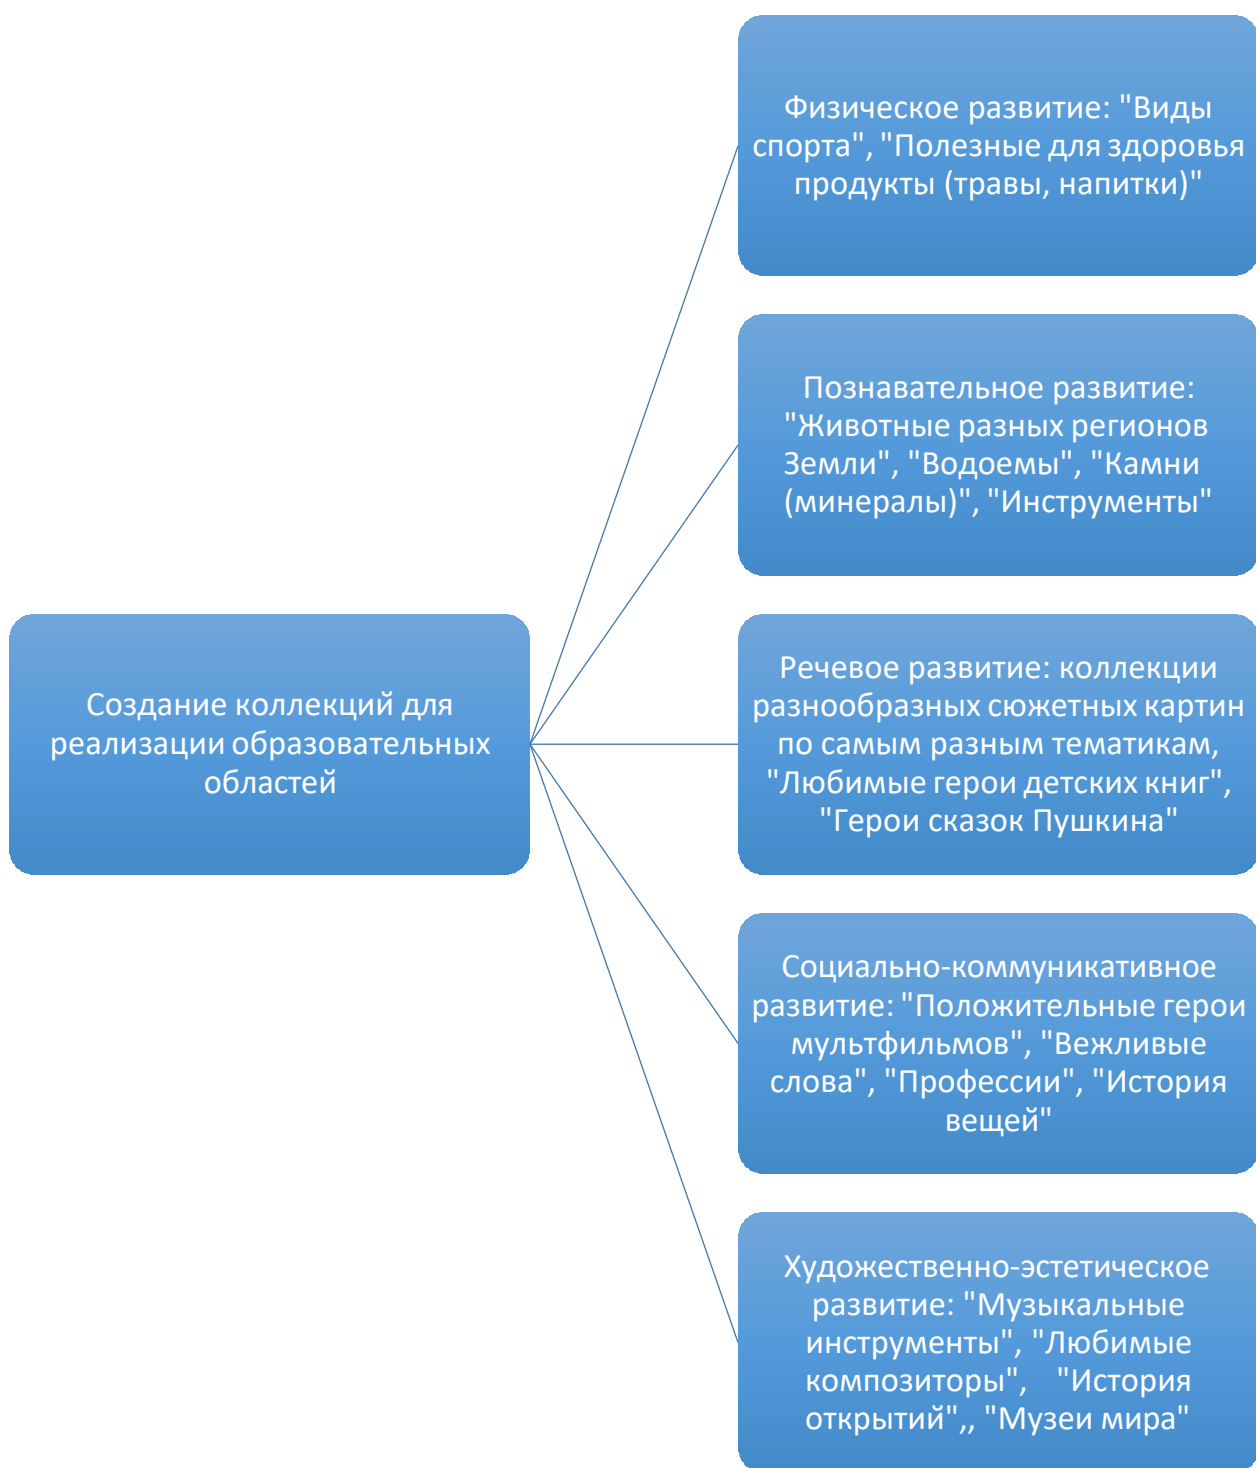 Физическое развитие: "Виды
спорта", "Полезные для здоровья
продукты (травы, напитки)"
Познавательное развитие:
"Животные разных регионов
Земли", "Водоемы", "Камни
(минералы)", "Инструменты"
Создание коллекций для
реализации образовательных
областей
Речевое развитие: коллекции
разнообразных сюжетных картин
по самым разным тематикам,
"Любимые герои детских книг",
"Герои сказок Пушкина"
Социально-коммуникативное
развитие: "Положительные герои
мультфильмов", "Вежливые
слова", "Профессии", "История
вещей"
Художественно-эстетическое
развитие: "Музыкальные
инструменты", "Любимые
композиторы", "История
открытий",, "Музеи мира"